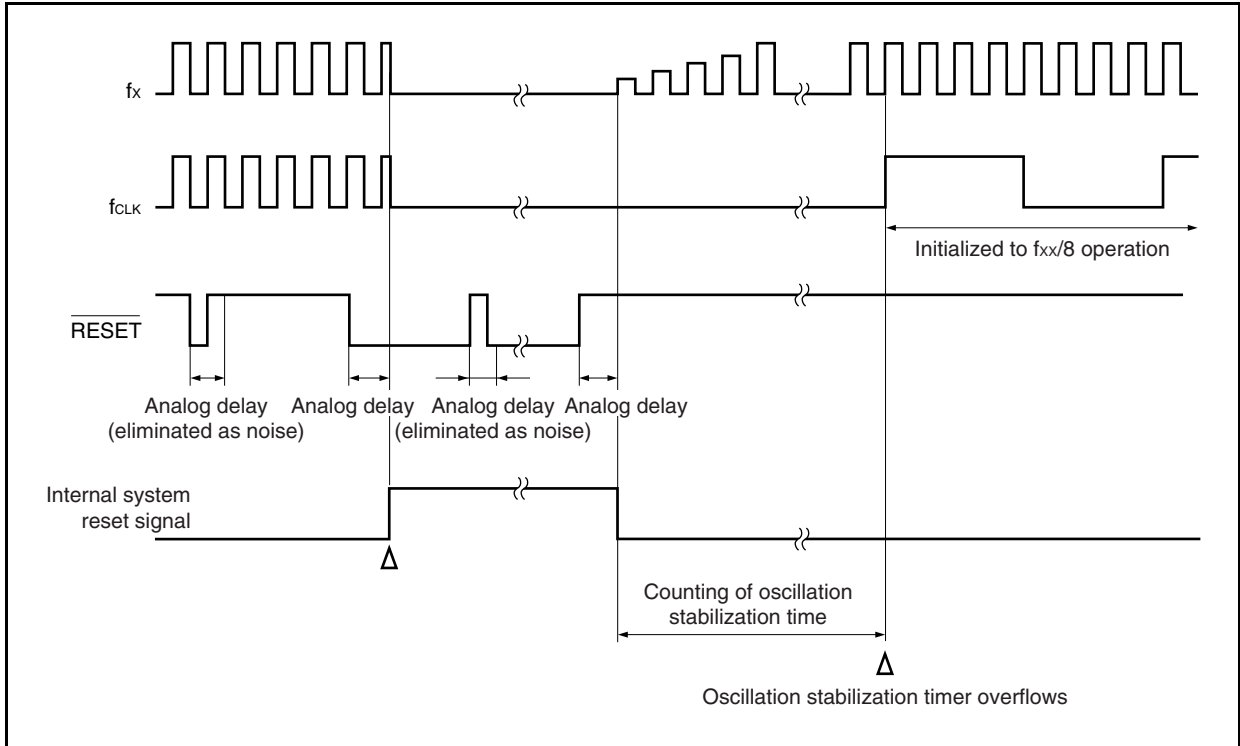 fX
fCLK
Initialized to fXX/8 operation
RESET
Analog delay
(eliminated as noise)
Analog delay
Analog delay
(eliminated as noise)
Analog delay
Internal system
reset signal
Counting of oscillation
stabilization time
Oscillation stabilization timer overflows